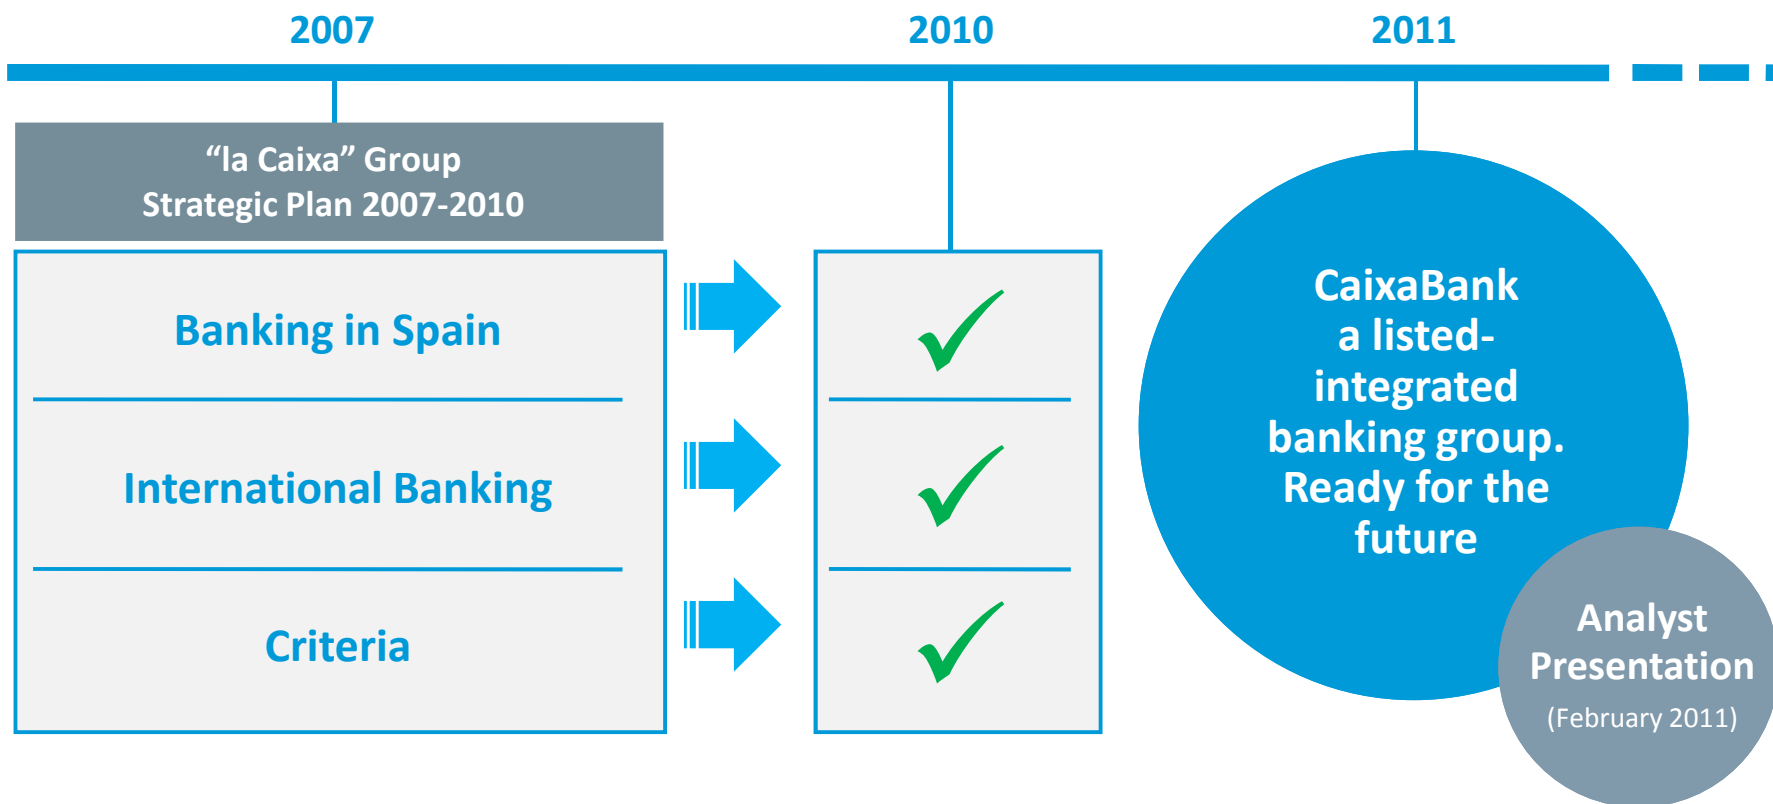 2007
2010
2011
“la Caixa” Group
Strategic Plan 2007-2010
Banking in Spain
International Banking
Criteria
CaixaBank
a listed-
integrated
banking group.
Ready for the
future
Analyst
Presentation
(February 2011)